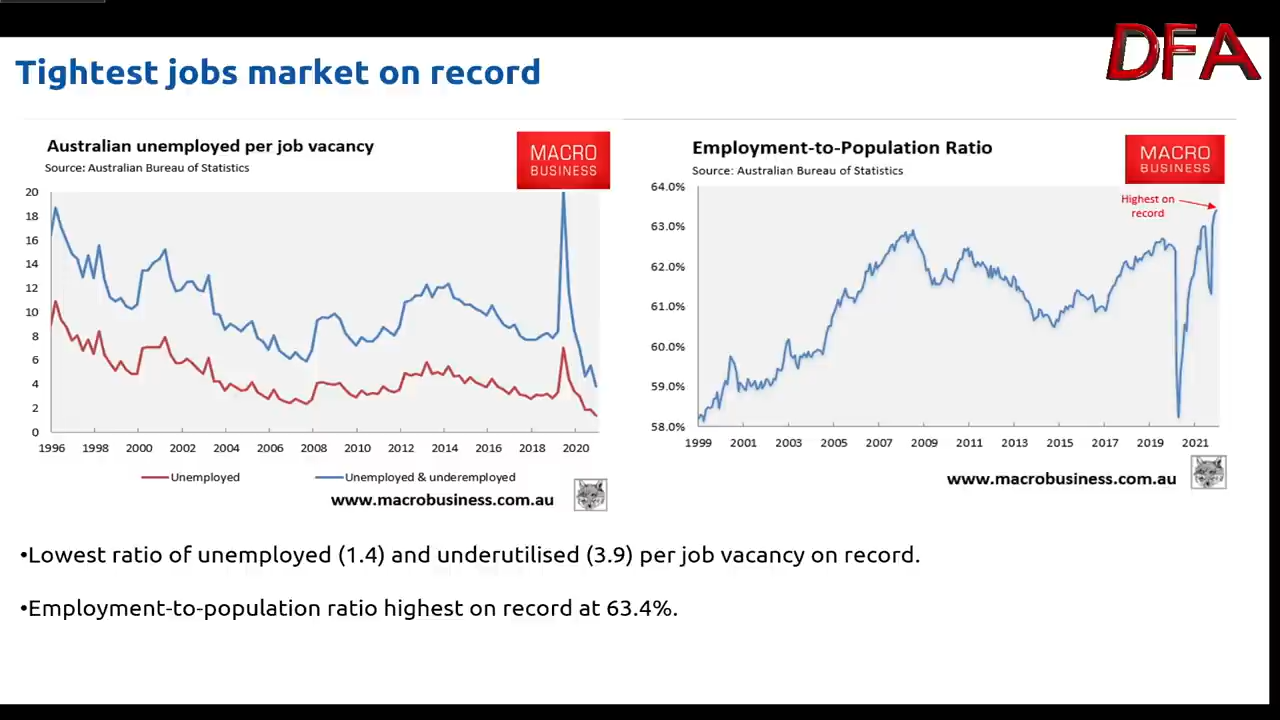 DFA
Tightest jobs market on record
Australian unemployed per job vacancy
Source: Australian Bureau of Statistics
MACRO
BUSINESS
20
18
16
14
12
10
8
6
4
2
0
1996 1998 2000 2002 2004 2006 2008 2010 2012 2014 2016 2018 2020
Unemployed Unemployed & underemployed
www.macrobusiness.com.au
Employment-to-Population Ratio
Source: Australian Bureau of Statistics
MACRO
BUSINESS
64.0%
Highest on
record
63.0%
62.0%
61.0%
60.0%
59.0%
58.0%
1999 2001 2003 2005 2007 2009 2011 2013 2015 2017 2019 2021
www.macrobusiness.com.au
•Lowest ratio of unemployed (1.4) and underutilised (3.9) per job vacancy on record.
•Employment-to-population ratio highest on record at 63.4%.